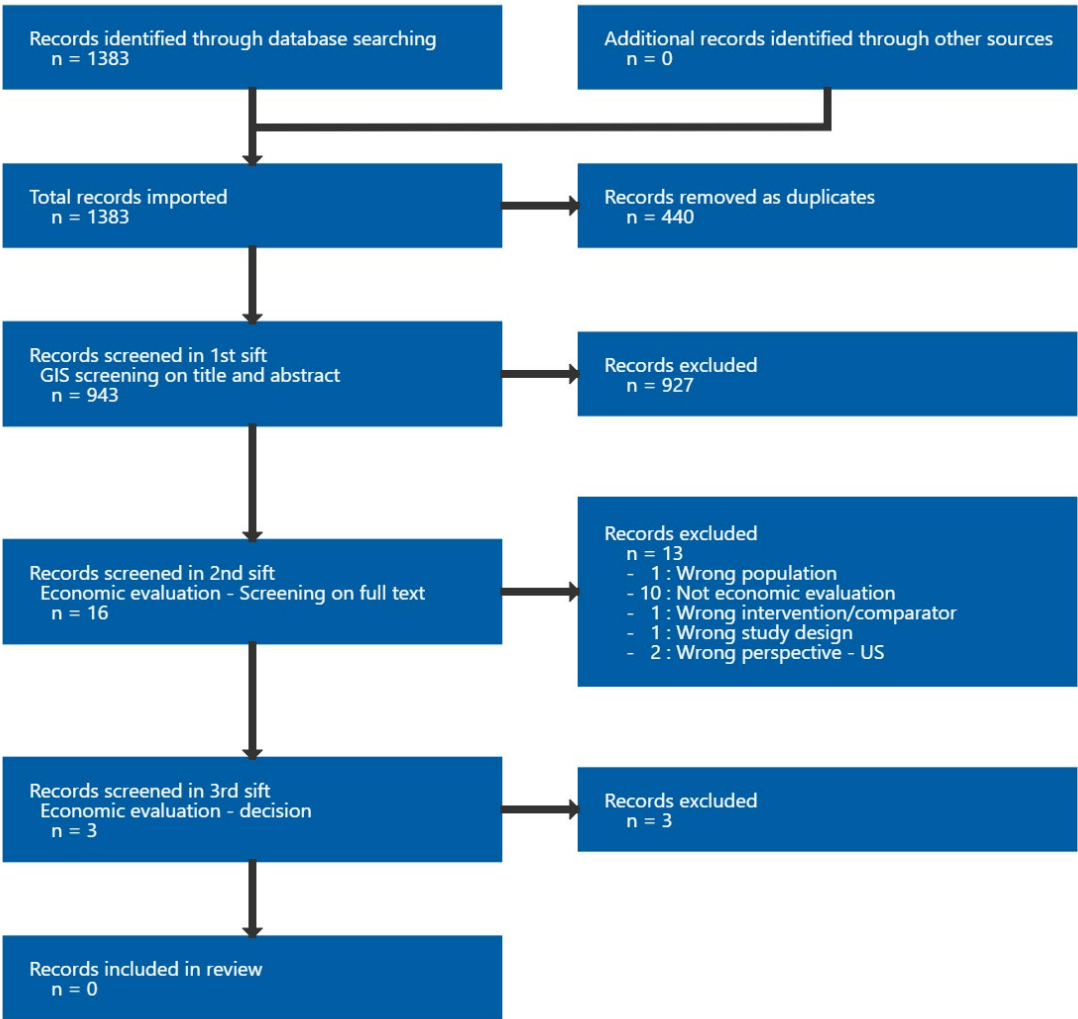 Records identified through database searching
n = 1383
Additional records identified through other sources
n = 0
Total records imported
n = 1383
Records removed as duplicates
n = 440
Records screened in 1st sift
GIS screening on title and abstract
n = 943
Records excluded
n = 927
Records screened in 2nd sift
Economic evaluation - Screening on full text
n = 16
Records excluded
n = 13
- 1 : Wrong population
- 10 : Not economic evaluation
- 1 : Wrong intervention/comparator
- 1 : Wrong study design
- 2 : Wrong perspective - US
Records screened in 3rd sift
Economic evaluation - decision
n = 3
Records excluded
n = 3
Records included in review
n = 0